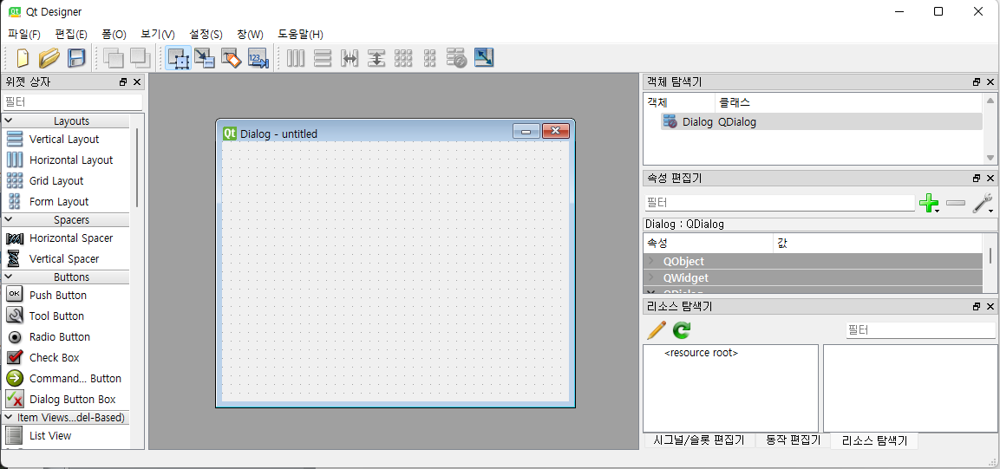 Qt Designer
파일(F) 편집(E) 폼(O) 보기(V) 설정(S) 창(W) 도움말(H)
위젯 상자
필터
Layouts
Vertical Layout
Horizontal Layout
Grid Layout
Form Layout
Spacers
Horizontal Spacer
Vertical Spacer
Buttons
OK Push Button
Tool Button
Radio Button
Check Box
Command... Button
Dialog Button Box
Item Views...del-Based)
List View
Qt Dialog - untitled
객체 탐색기
객체 클래스
Dialog QDialog
속성 편집기
필터
Dialog : QDialog
속성 값
QObject
QWidget
QDialog
리소스 탐색기
필터
<resource root>
시그널/슬롯 편집기 동작 편집기 리소스 탐색기